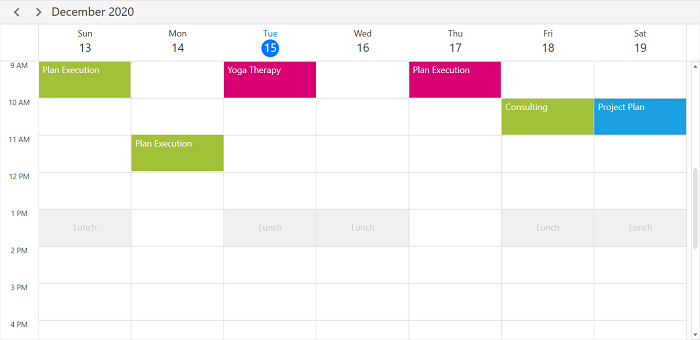 December 2020
Sun Mon Tue Wed Thu Fri Sat
13 14 15 16 17 18 19
9 AM
Plan Execution Yoga Therapy Plan Execution
10 AM
Consulting Project Plan
11 AM
Plan Execution
12 PM
1 PM
Lunch Lunch Lunch Lunch Lunch
2 PM
3 PM
4 PM